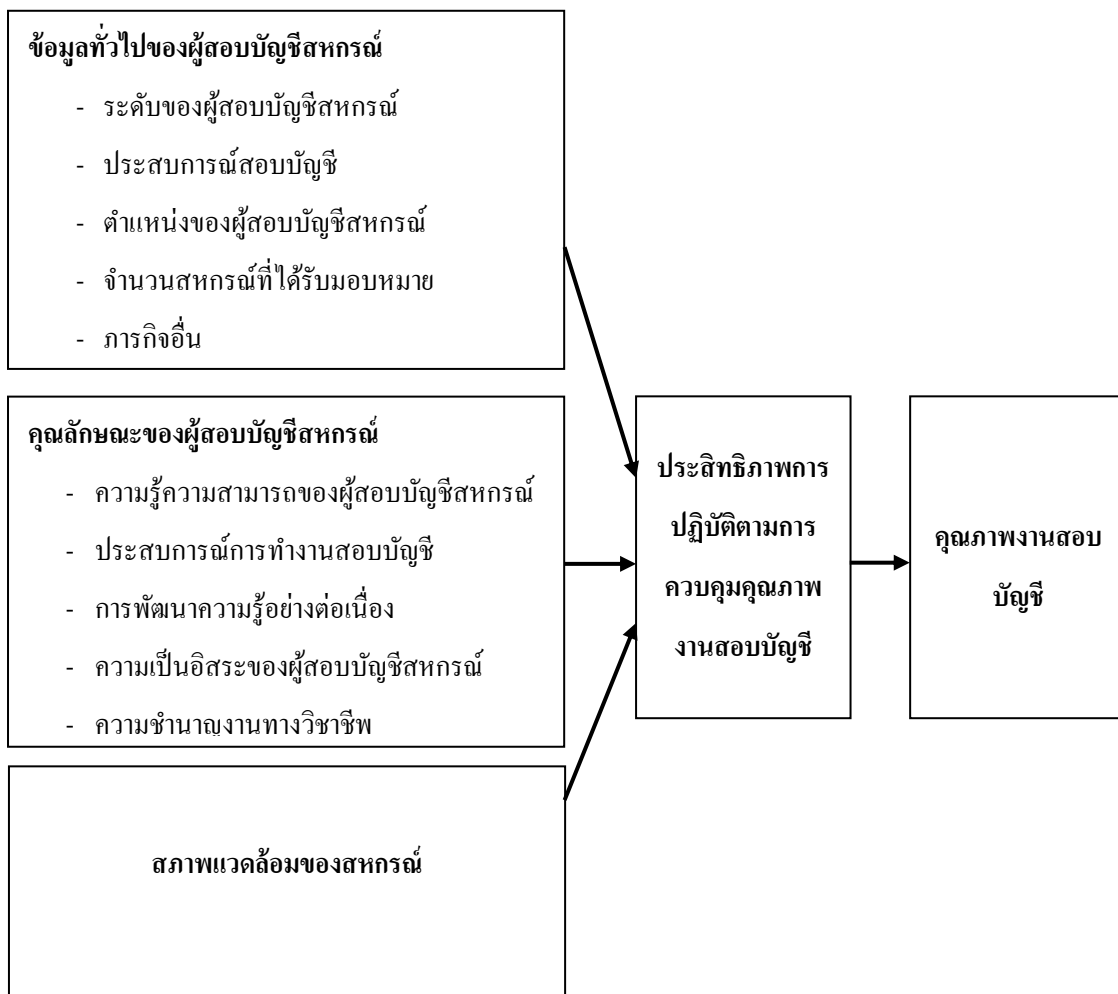 ข้อมูลทั่วไปของผู้สอบบัญชีสหกรณ์
- ระดับของผู้สอบบัญชีสหกรณ์
- ประสบการณ์สอบบัญชี
- ตำแหน่งของผู้สอบบัญชีสหกรณ์
- จำนวนสหกรณ์ที่ได้รับมอบหมาย
- ภารกิจอื่น
คุณลักษณะของผู้สอบบัญชีสหกรณ์
- ความรู้ความสามารถของผู้สอบบัญชีสหกรณ์
- ประสบการณ์การทำงานสอบบัญชี
- การพัฒนาความรู้อย่างต่อเนื่อง
- ความเป็นอิสระของผู้สอบบัญชีสหกรณ์
- ความชำนาญงานทางวิชาชีพ
สภาพแวดล้อมของสหกรณ์
ประสิทธิภาพการ
ปฏิบัติตามการ
ควบคุมคุณภาพ
งานสอบบัญชี
คุณภาพงานสอบ
บัญชี